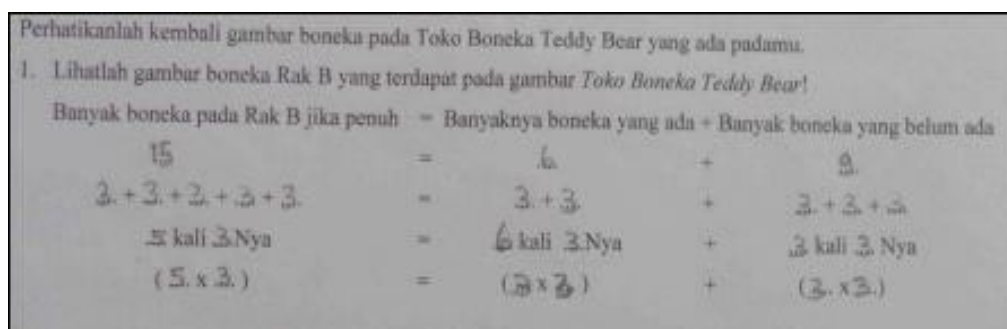 Perhatikanlah kembali gambar boneka pada Toko Boneka Teddy Bear yang ada padamu.
1. Lihatlah gambar boneka Rak B yang terdapat pada gambar Toko Boneka Teddy Bear!
Banyak boneka pada Rak B jika penuh = Banyaknya boneka yang ada + Banyak boneka yang belum ada
15 = 6 + 9.
3. + 3. + 3. + 3 + 3. = 3. + 3. + 3. + 3. + 3.
5 kali 3.Nya = 6 kali 3.Nya + 3 kali 3. Nya
(5. x 3.) = ( x ) + (3. x 3.)